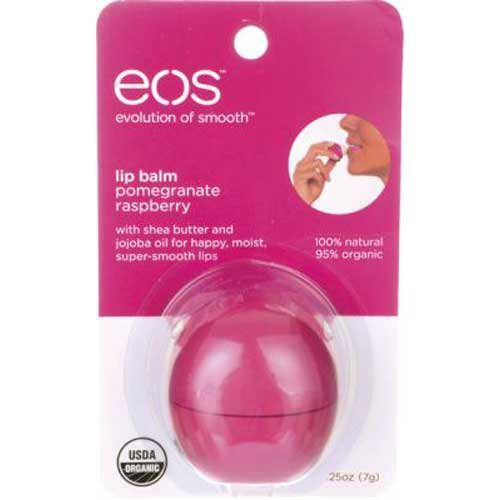 eos™
evolution of smooth™
lip balm
pomegranate
raspberry
with shea butter and
jojoba oil for happy, moist,
super-smooth lips
100% natural
95% organic
USDA
ORGANIC
.25oz (7g)